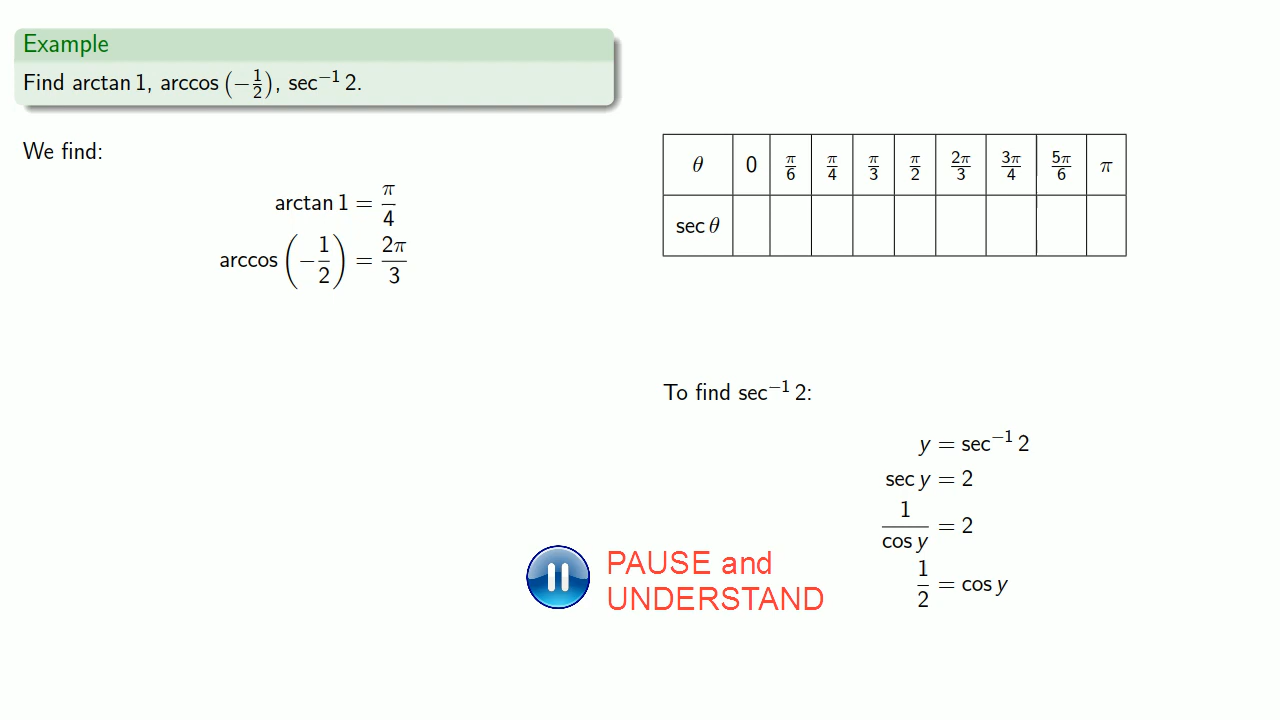 Example
Find arctan 1, arccos (−1/2), sec⁻¹ 2.
We find:
arctan 1 = π/4
arccos (−1/2) = 2π/3
θ 0 π/6 π/4 π/3 π/2 2π/3 3π/4 5π/6 π
sec θ
To find sec⁻¹ 2:
y = sec⁻¹ 2
sec y = 2
1/cos y = 2
1/2 = cos y
PAUSE and
UNDERSTAND